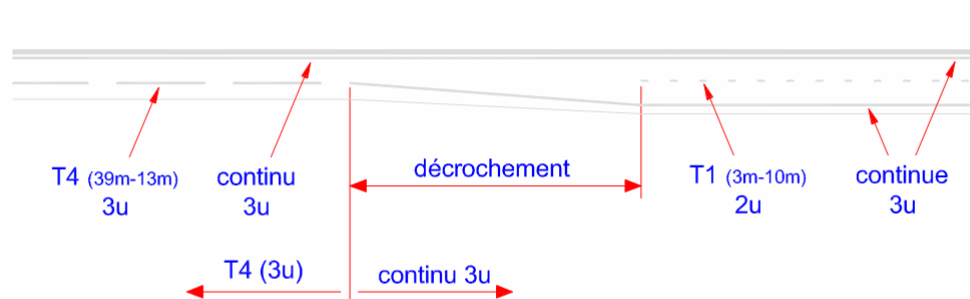 T4 (39m-13m)
3u
continu
3u
décrochement
T1 (3m-10m)
2u
continue
3u
T4 (3u)
continu 3u